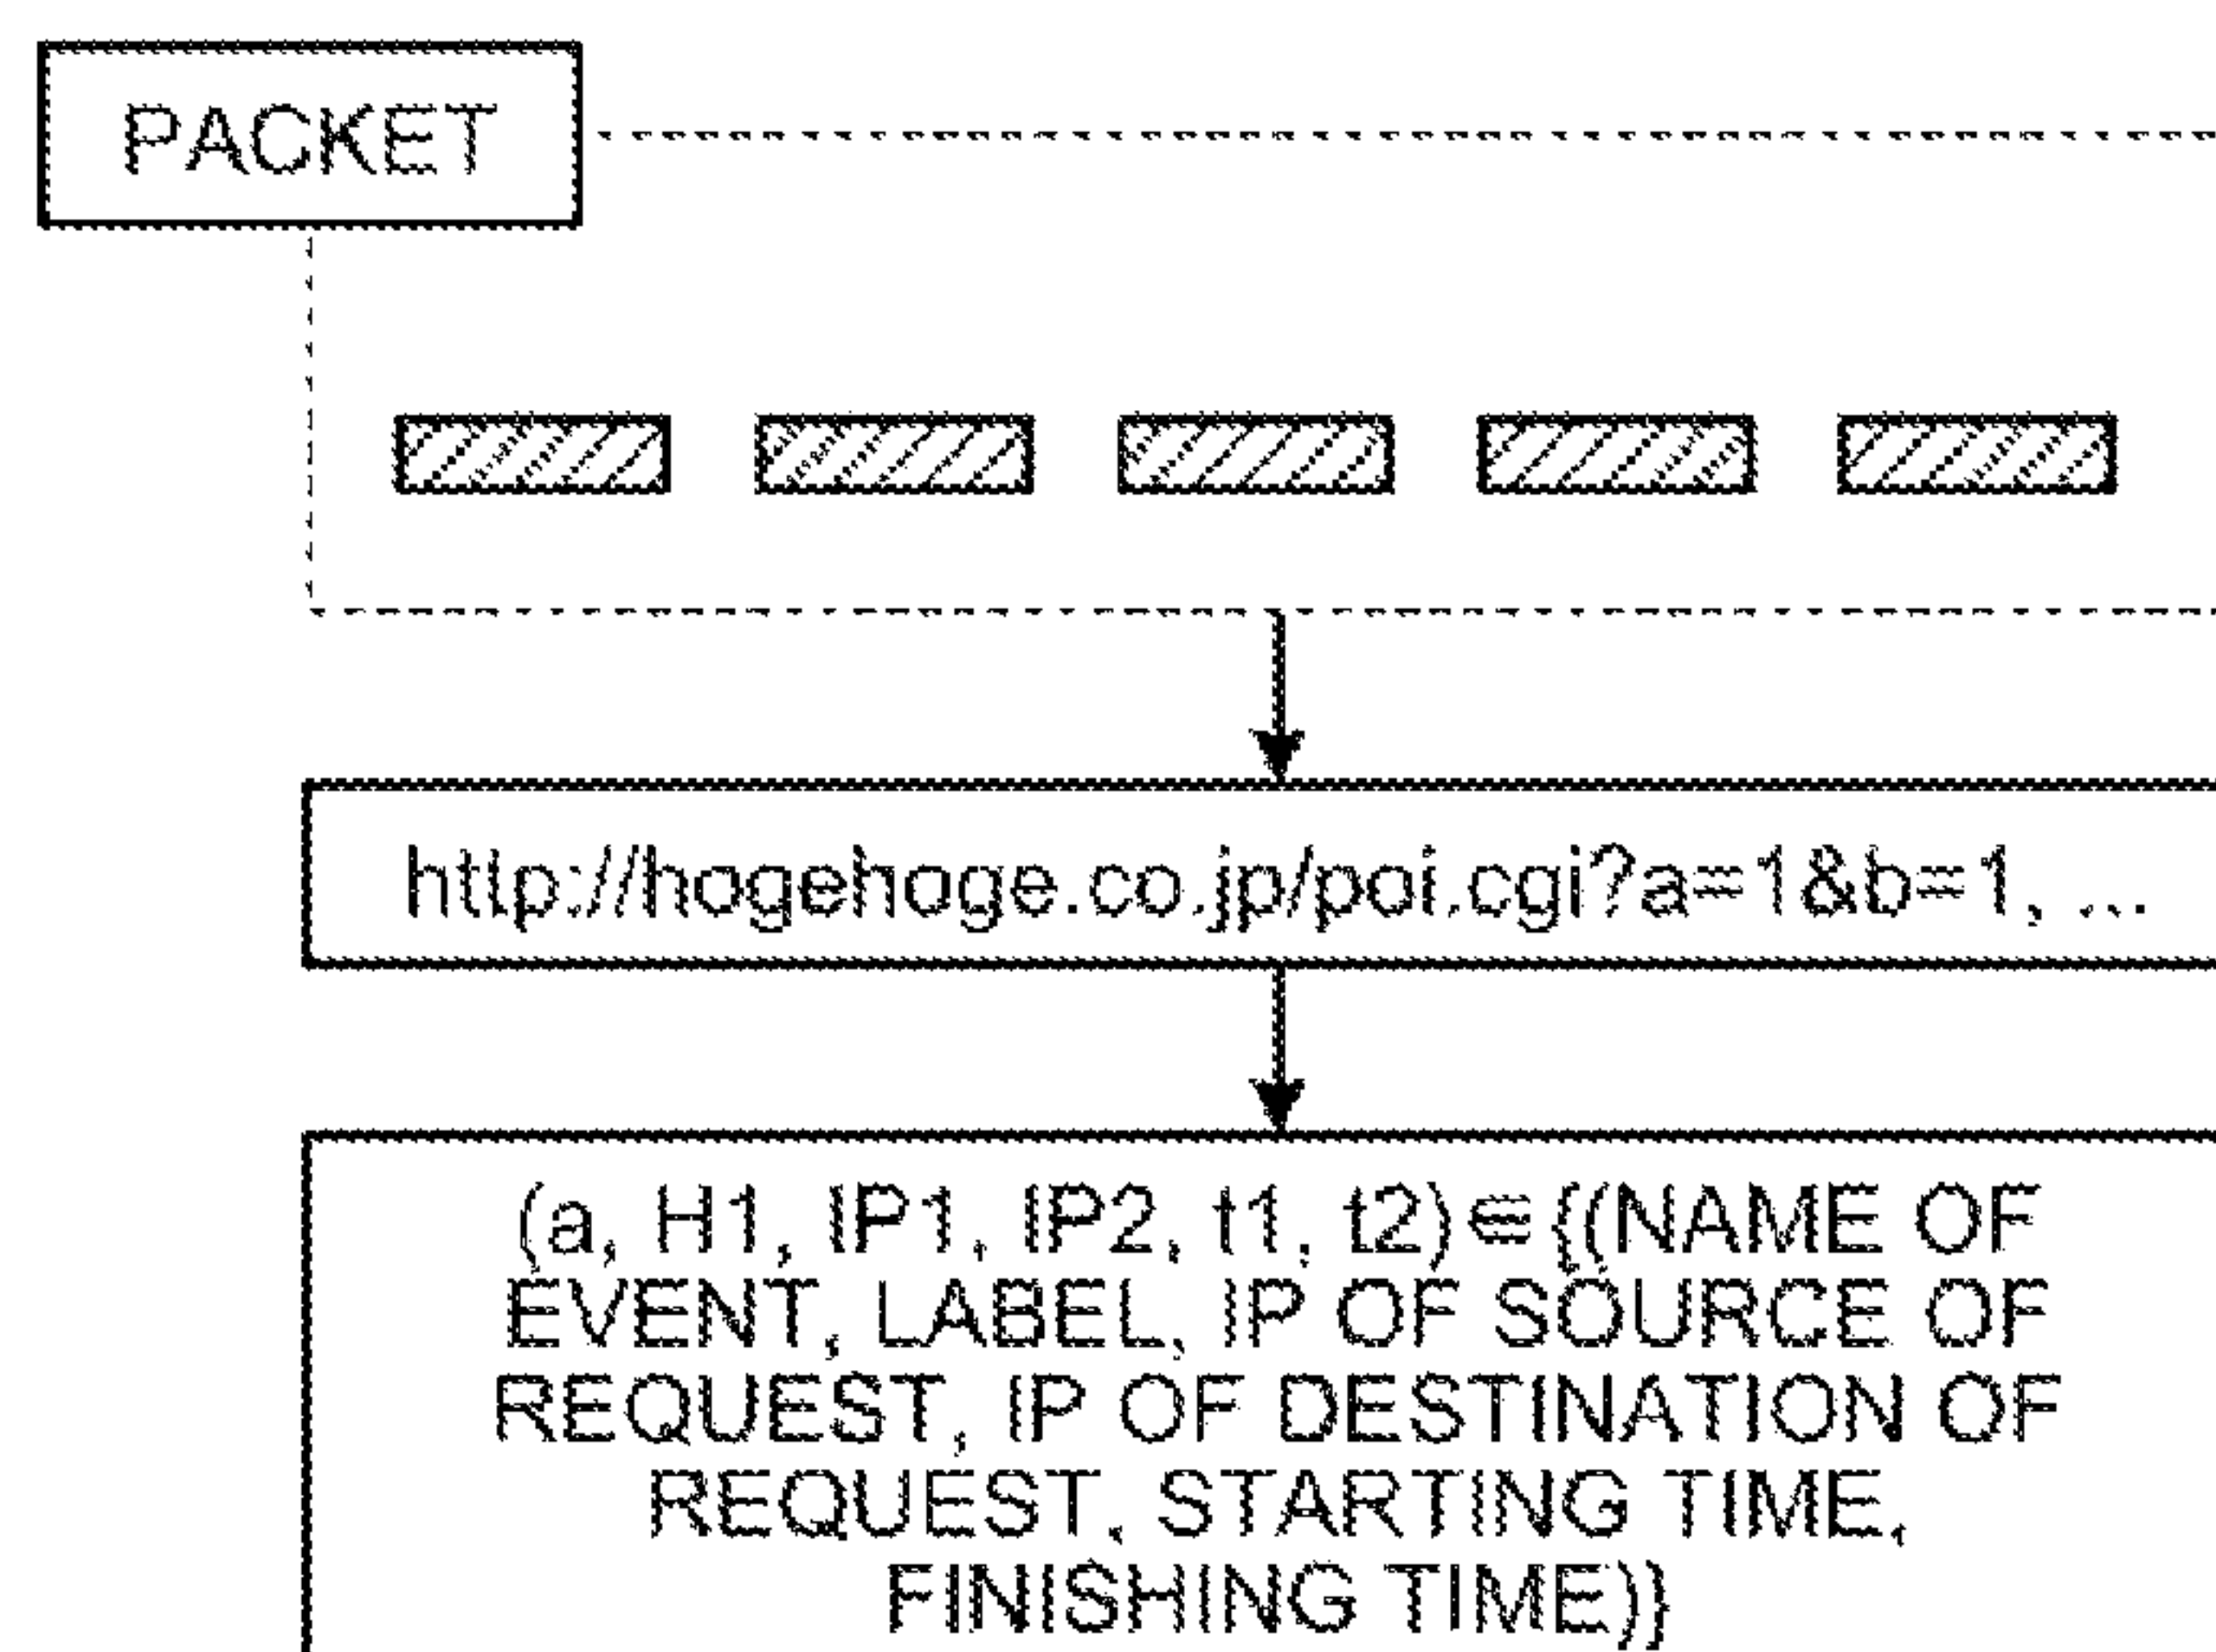 PACKET
http://hogehoge.co.jp/poi.cgi?a=1&b=1, ...
(a, H1, IP1, IP2, t1, t2)∈{(NAME OF
EVENT, LABEL, IP OF SOURCE OF
REQUEST, IP OF DESTINATION OF
REQUEST, STARTING TIME,
FINISHING TIME)}